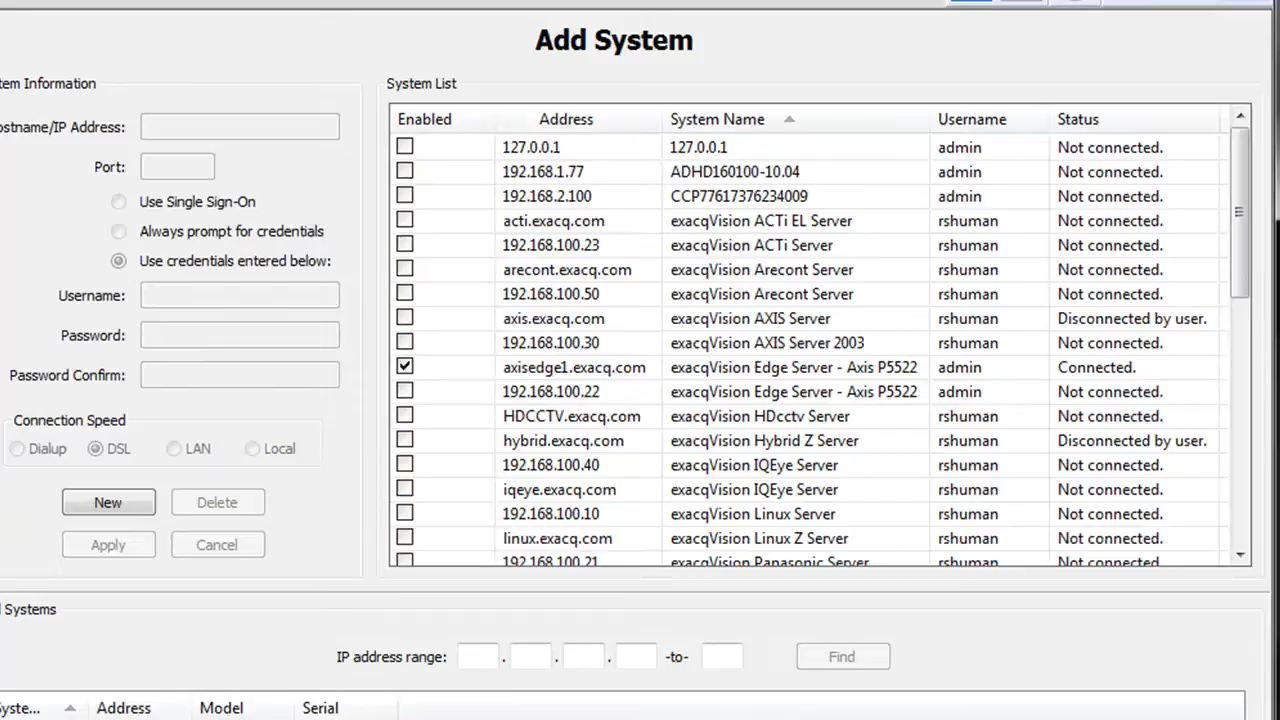 Add System
tem Information
System List
ostname/IP Address:
Port:
Use Single Sign-On
Always prompt for credentials
Use credentials entered below:
Username:
Password:
Password Confirm:
Connection Speed
Dialup DSL LAN Local
New Delete
Apply Cancel
Enabled Address System Name Username Status
127.0.0.1 127.0.0.1 admin Not connected.
192.168.1.77 ADHD160100-10.04 admin Not connected.
192.168.2.100 CCP77617376234009 admin Not connected.
acti.exacq.com exacqVision ACTi EL Server rshuman Not connected.
192.168.100.23 exacqVision ACTi Server rshuman Not connected.
arecont.exacq.com exacqVision Arecont Server rshuman Not connected.
192.168.100.50 exacqVision Arecont Server rshuman Not connected.
axis.exacq.com exacqVision AXIS Server rshuman Disconnected by user.
192.168.100.30 exacqVision AXIS Server 2003 rshuman Not connected.
axisedge1.exacq.com exacqVision Edge Server - Axis P5522 admin Connected.
192.168.100.22 exacqVision Edge Server - Axis P5522 admin Not connected.
HDCCTV.exacq.com exacqVision HDcctv Server rshuman Not connected.
hybrid.exacq.com exacqVision Hybrid Z Server rshuman Disconnected by user.
192.168.100.40 exacqVision IQEye Server rshuman Not connected.
iqeye.exacq.com exacqVision IQEye Server rshuman Not connected.
192.168.100.10 exacqVision Linux Server rshuman Not connected.
linux.exacq.com exacqVision Linux Z Server rshuman Not connected.
192.168.100.21 exacqVision Panasonic Server rshuman Not connected.
Systems
IP address range: . . . -to- Find
yste... Address Model Serial